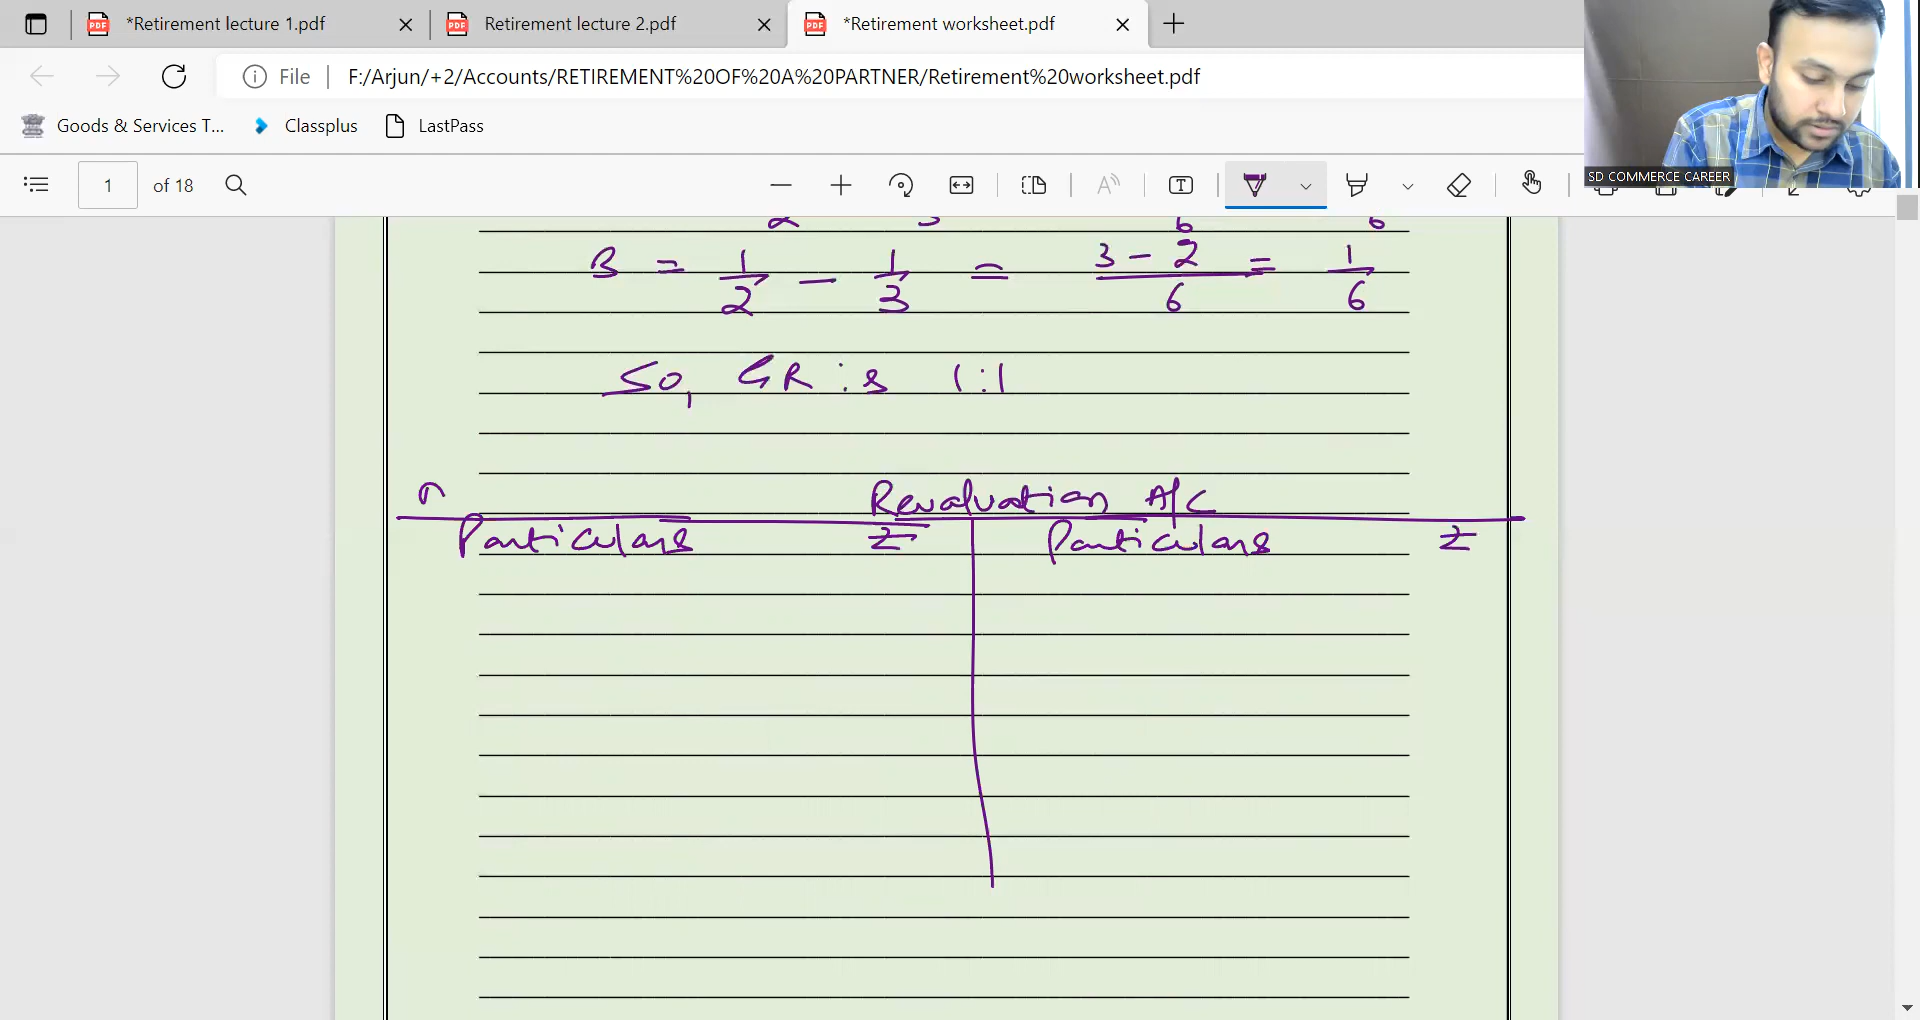 *Retirement lecture 1.pdf Retirement lecture 2.pdf *Retirement worksheet.pdf
File F:/Arjun/+2/Accounts/RETIREMENT%20OF%20A%20PARTNER/Retirement%20worksheet.pdf
Goods & Services T... Classplus LastPass
1 of 18
SD COMMERCE CAREER
B = 1/2 - 1/3 = 3 - 2/6 = 1/6
So, GR is 1:1
Revaluation A/C
Particulars ₹ Particulars ₹